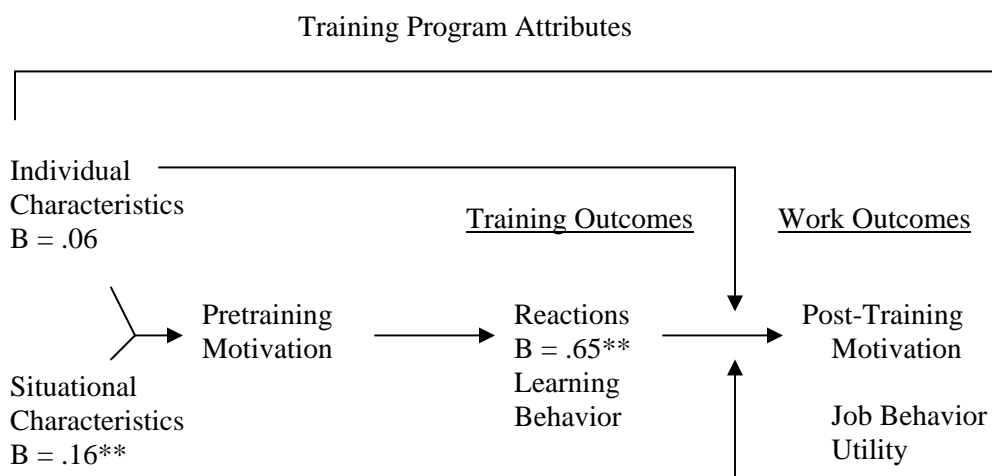 Training Program Attributes
Individual
Characteristics
B = .06
Training Outcomes
Work Outcomes
Pretraining
Motivation
Reactions
B = .65**
Learning
Behavior
Post-Training
Motivation
Job Behavior
Utility
Situational
Characteristics
B = .16**